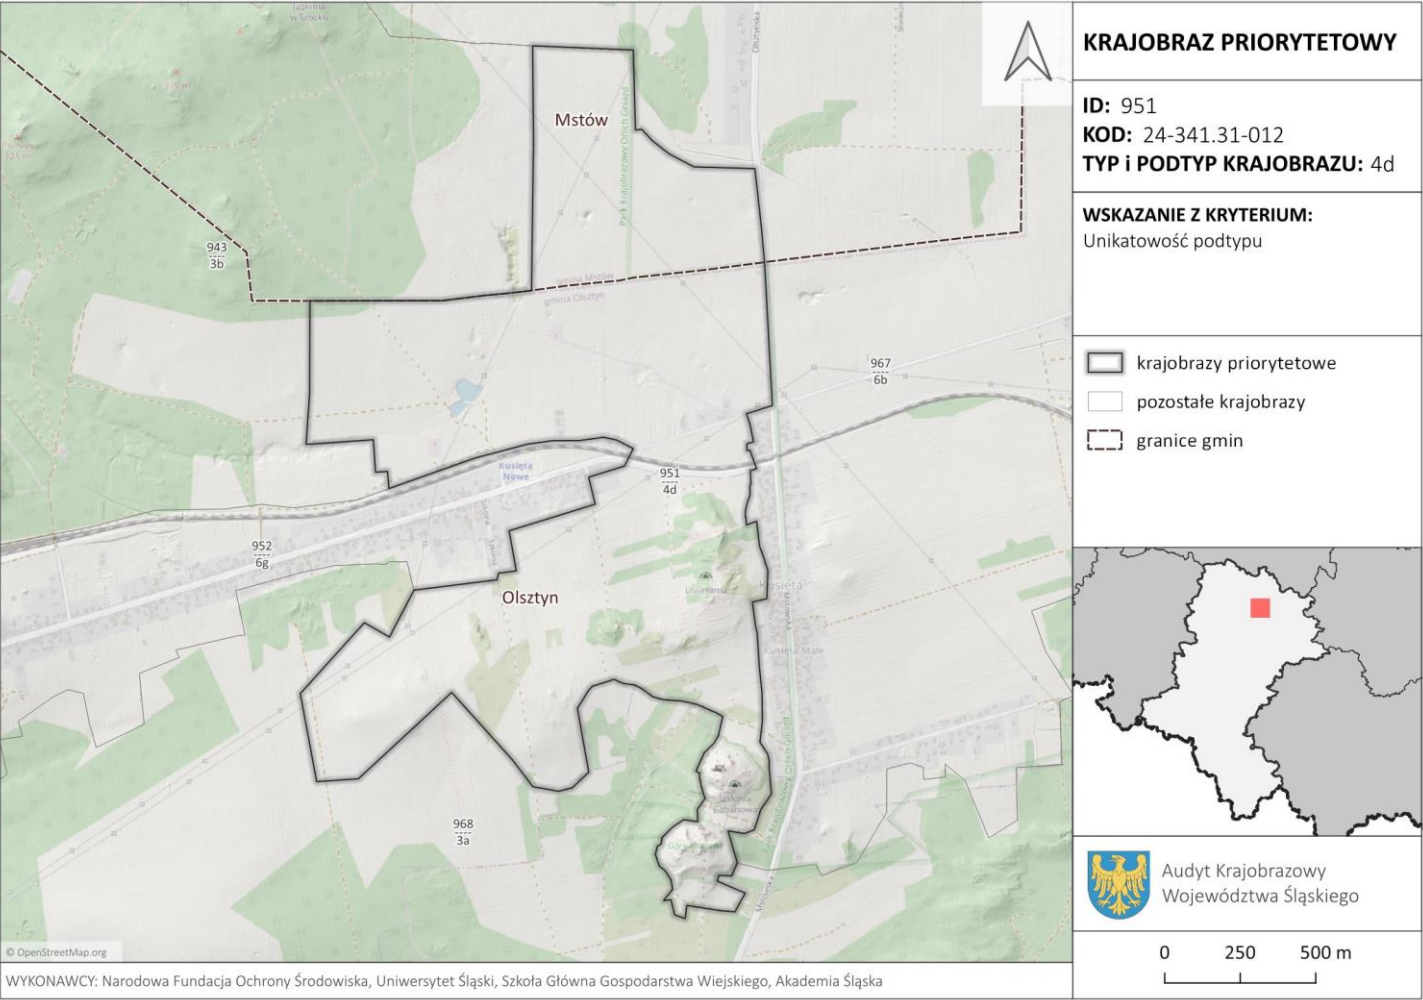 Jaskinia
w Srocku
Olsztyńska
Mstów
Park Krajobrazowy Orlich Gniazd
943
3b
gmina Mstów
gmina Olsztyn
967
6b
Kusięta
Nowe
951
4d
952
6g
Olsztyn
Kusięta
Kusięta Małe
968
3a
© OpenStreetMap.org
WYKONAWCY: Narodowa Fundacja Ochrony Środowiska, Uniwersytet Śląski, Szkoła Główna Gospodarstwa Wiejskiego, Akademia Śląska
KRAJOBRAZ PRIORYTETOWY
ID: 951
KOD: 24-341.31-012
TYP i PODTYP KRAJOBRAZU: 4d
WSKAZANIE Z KRYTERIUM:
Unikatowość podtypu
krajobrazy priorytetowe
pozostałe krajobrazy
granice gmin
Audyt Krajobrazowy
Województwa Śląskiego
0 250 500 m